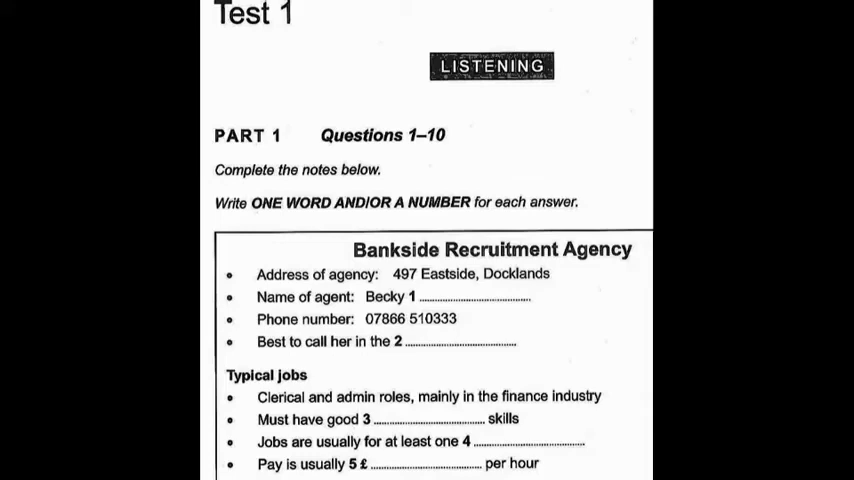 Test 1
LISTENING
PART 1 Questions 1–10
Complete the notes below.
Write ONE WORD AND/OR A NUMBER for each answer.
Bankside Recruitment Agency
• Address of agency: 497 Eastside, Docklands
• Name of agent: Becky 1 ..............................
• Phone number: 07866 510333
• Best to call her in the 2 ..............................
Typical jobs
• Clerical and admin roles, mainly in the finance industry
• Must have good 3 .............................. skills
• Jobs are usually for at least one 4 ..............................
• Pay is usually 5 £ .............................. per hour